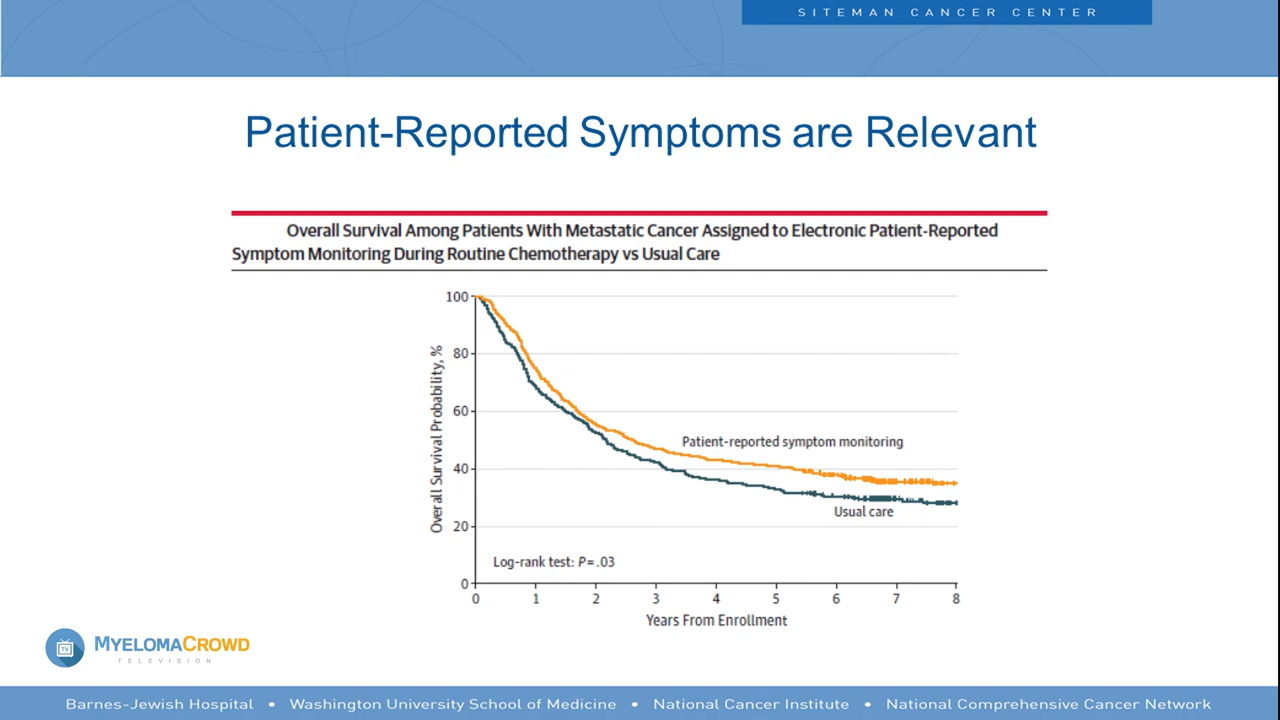 SITEMAN CANCER CENTER
Patient-Reported Symptoms are Relevant
Overall Survival Among Patients With Metastatic Cancer Assigned to Electronic Patient-Reported
Symptom Monitoring During Routine Chemotherapy vs Usual Care
100
80
60
40
20
0
Overall Survival Probability, %
Patient-reported symptom monitoring
Usual care
Log-rank test: P = .03
0 1 2 3 4 5 6 7 8
Years From Enrollment
TV
MYELOMACROWD
TELEVISION
Barnes-Jewish Hospital • Washington University School of Medicine • National Cancer Institute • National Comprehensive Cancer Network